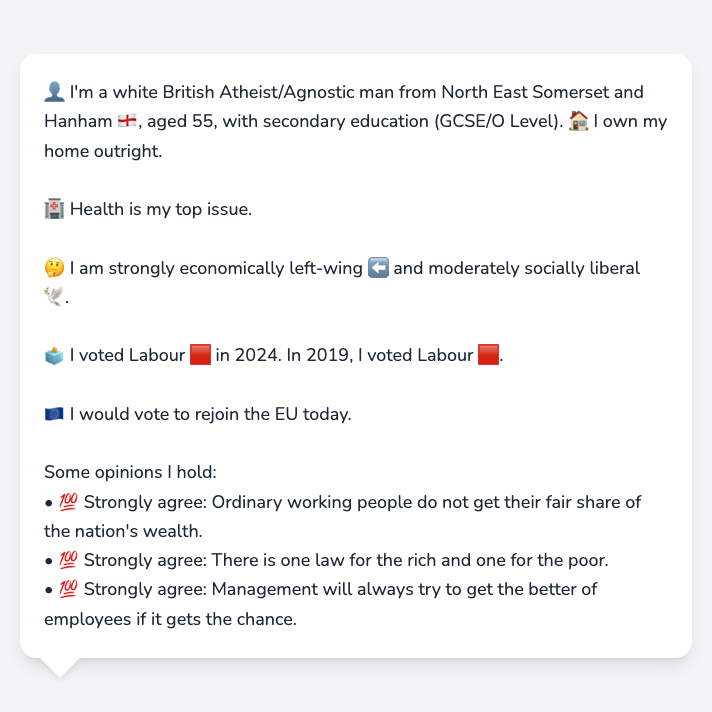 👤 I'm a white British Atheist/Agnostic man from North East Somerset and
Hanham 🏴󠁧󠁢󠁥󠁮󠁧󠁿, aged 55, with secondary education (GCSE/O Level). 🏠 I own my
home outright.
🏥 Health is my top issue.
🤔 I am strongly economically left-wing ⬅️ and moderately socially liberal
🕊️.
🗳️ I voted Labour 🟥 in 2024. In 2019, I voted Labour 🟥.
🇪🇺 I would vote to rejoin the EU today.
Some opinions I hold:
• 💯 Strongly agree: Ordinary working people do not get their fair share of
the nation's wealth.
• 💯 Strongly agree: There is one law for the rich and one for the poor.
• 💯 Strongly agree: Management will always try to get the better of
employees if it gets the chance.